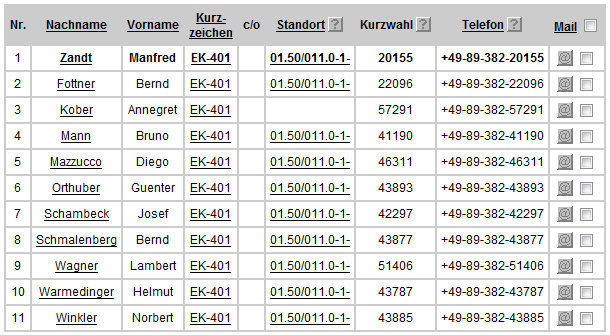 Nr. Nachname Vorname Kurz-zeichen c/o Standort ? Kurzwahl Telefon ? Mail
1 Zandt Manfred EK-401 01.50/011.0-1- 20155 +49-89-382-20155 @
2 Fottner Bernd EK-401 01.50/011.0-1- 22096 +49-89-382-22096 @
3 Kober Annegret EK-401 57291 +49-89-382-57291 @
4 Mann Bruno EK-401 01.50/011.0-1- 41190 +49-89-382-41190 @
5 Mazzucco Diego EK-401 01.50/011.0-1- 46311 +49-89-382-46311 @
6 Orthuber Guenter EK-401 01.50/011.0-1- 43893 +49-89-382-43893 @
7 Schambeck Josef EK-401 01.50/011.0-1- 42297 +49-89-382-42297 @
8 Schmalenberg Bernd EK-401 01.50/011.0-1- 43877 +49-89-382-43877 @
9 Wagner Lambert EK-401 01.50/011.0-1- 51406 +49-89-382-51406 @
10 Warmedinger Helmut EK-401 01.50/011.0-1- 43787 +49-89-382-43787 @
11 Winkler Norbert EK-401 01.50/011.0-1- 43885 +49-89-382-43885 @